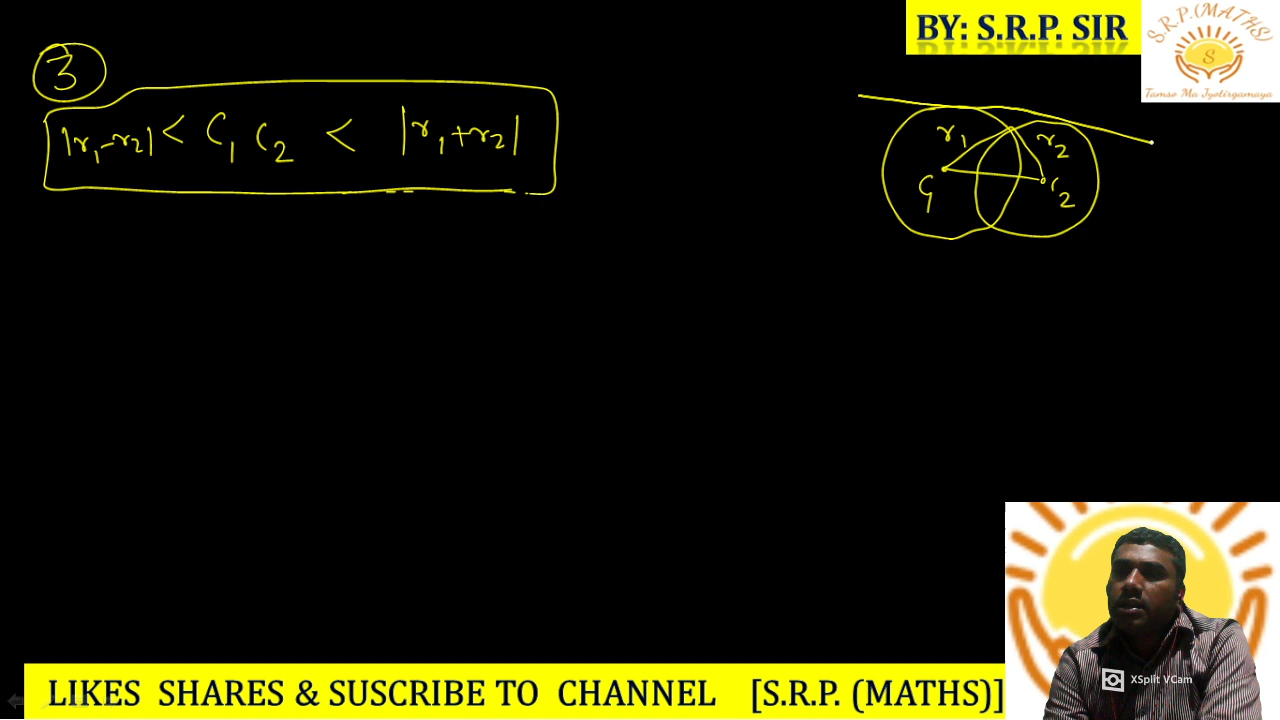 BY: S.R.P. SIR
S.R.P.(MATHS)
S
Tamso Ma Jyotirgamaya
3
|r₁-r₂| < C₁ C₂ < |r₁+r₂|
r₁
r₂
C₁
C₂
XSplit VCam
LIKES SHARES & SUSCRIBE TO CHANNEL [S.R.P. (MATHS)]